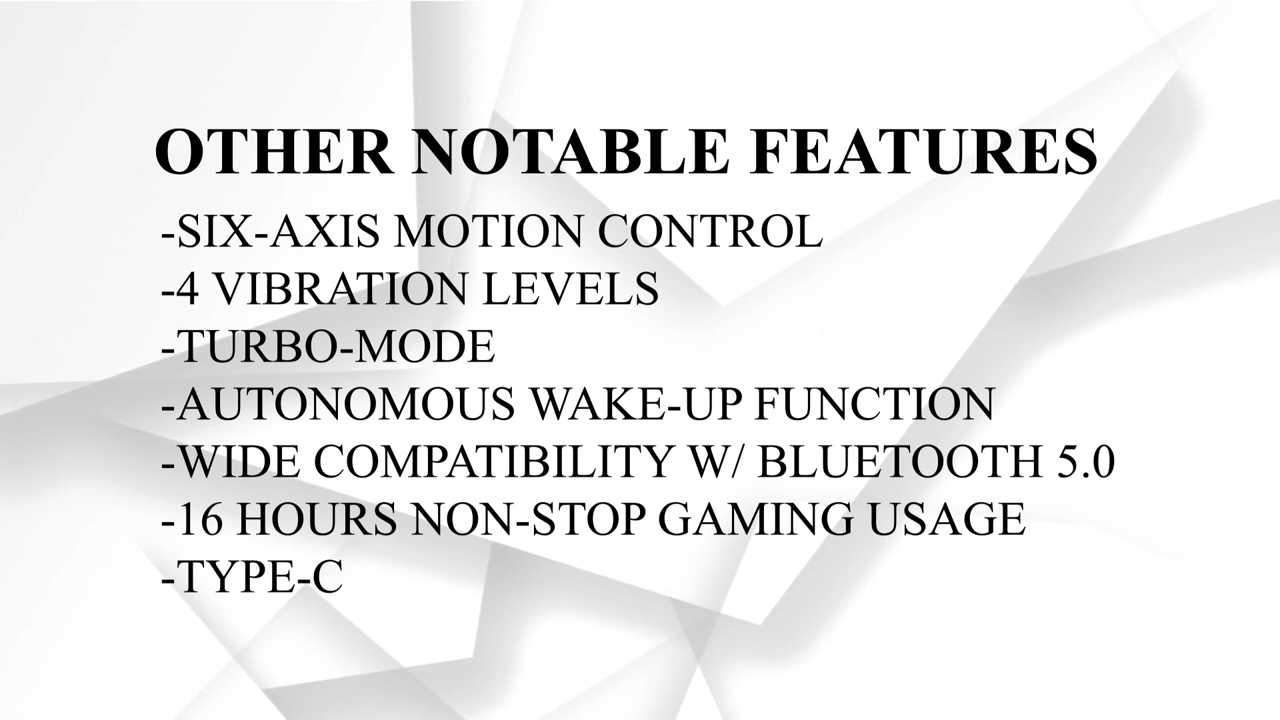 OTHER NOTABLE FEATURES
-SIX-AXIS MOTION CONTROL
-4 VIBRATION LEVELS
-TURBO-MODE
-AUTONOMOUS WAKE-UP FUNCTION
-WIDE COMPATIBILITY W/ BLUETOOTH 5.0
-16 HOURS NON-STOP GAMING USAGE
-TYPE-C